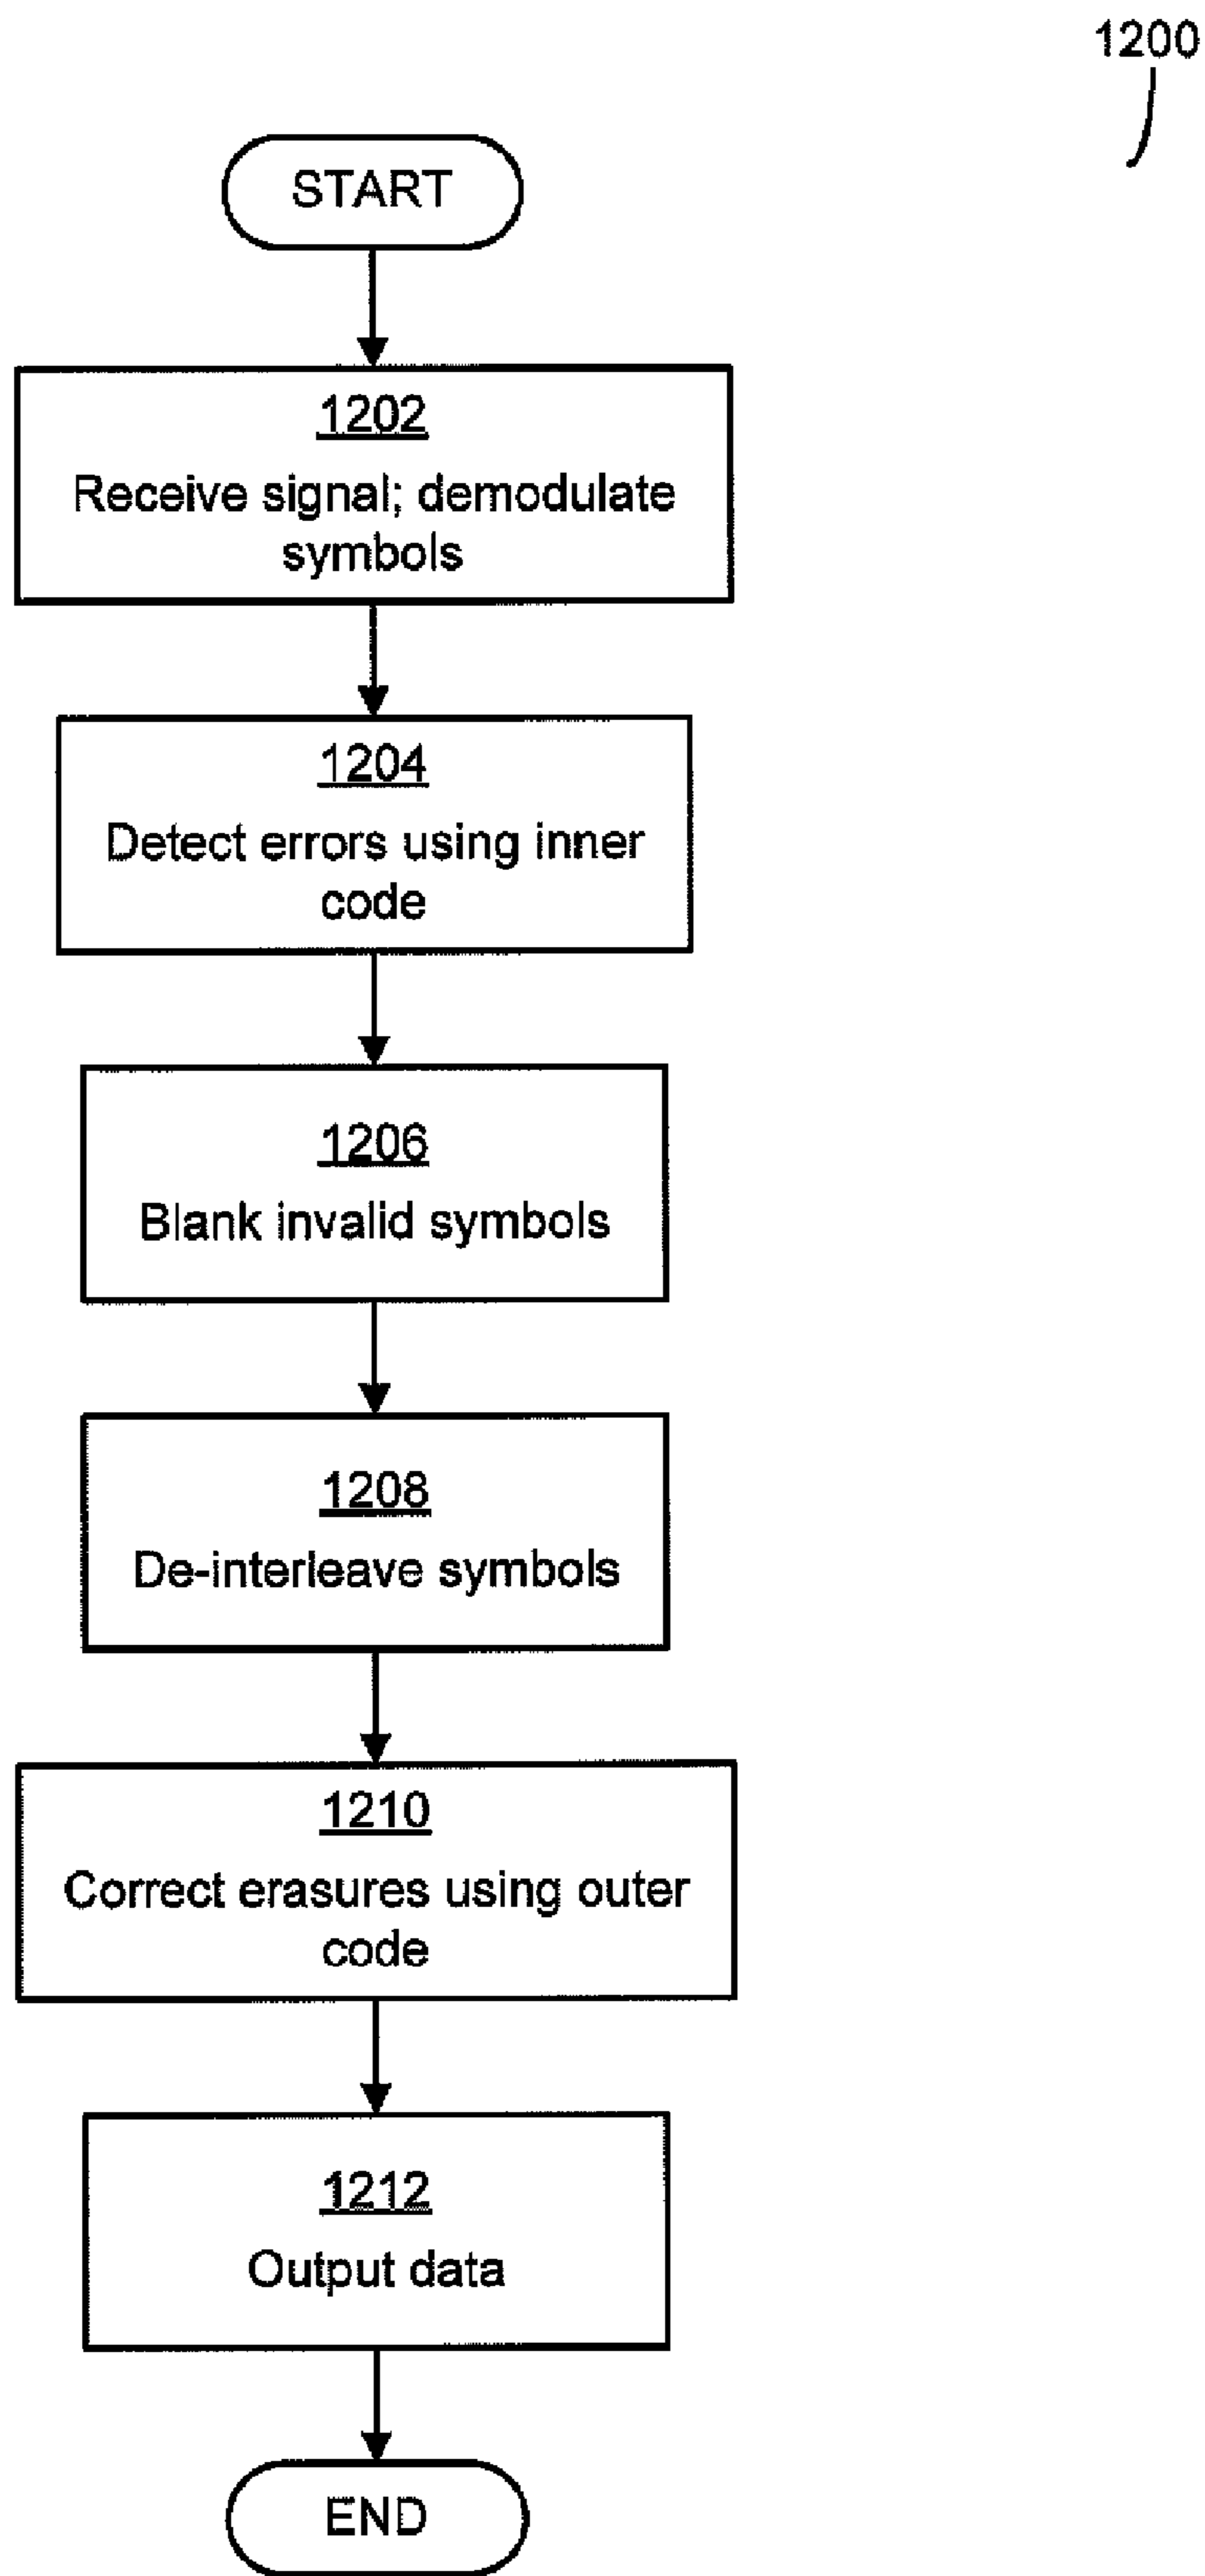 1200
START
1202
Receive signal; demodulate
symbols
1204
Detect errors using inner
code
1206
Blank invalid symbols
1208
De-interleave symbols
1210
Correct erasures using outer
code
1212
Output data
END